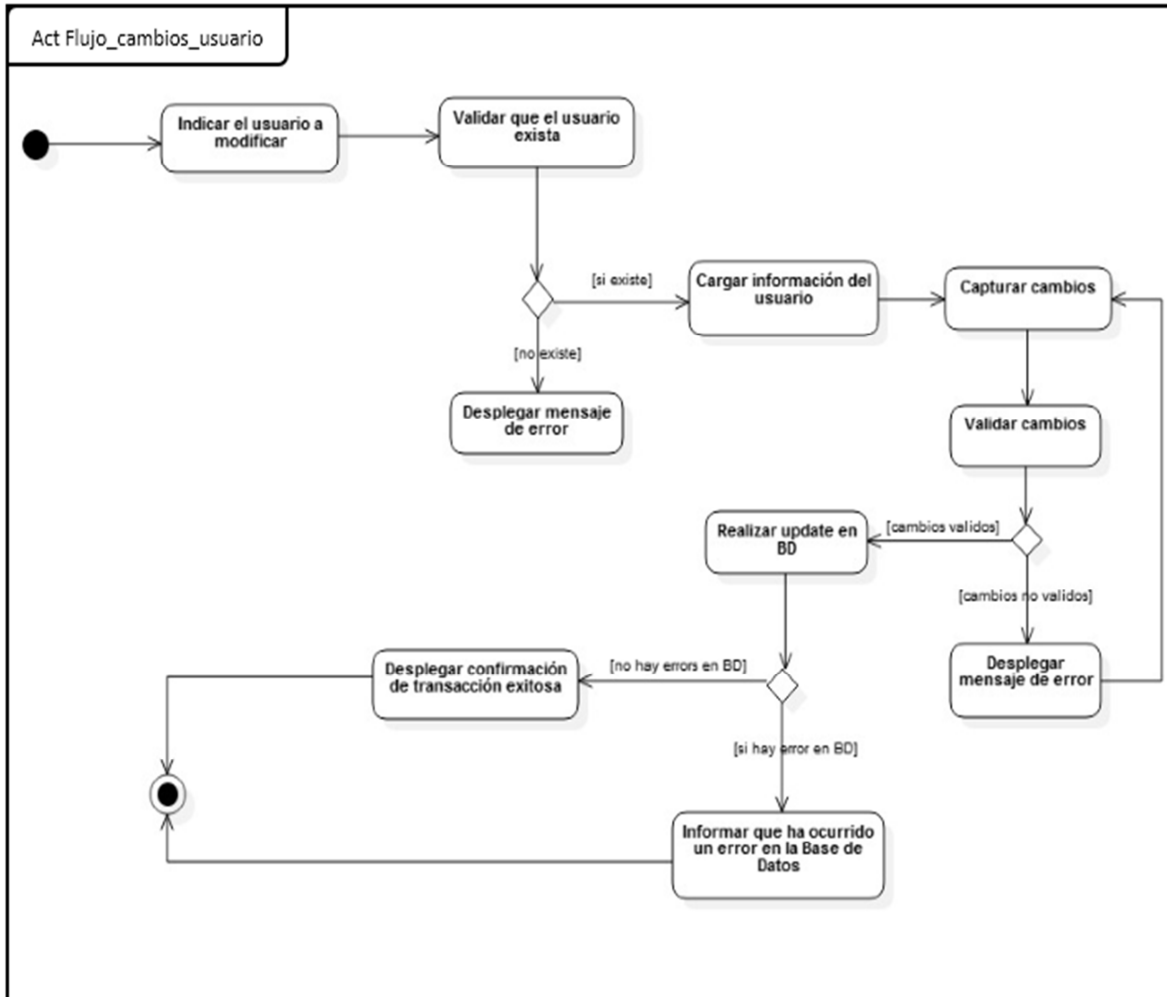 Act Flujo_cambios_usuario
Indicar el usuario a
modificar
Validar que el usuario
exista
[si existe]
Cargar información del
usuario
Capturar cambios
[no existe]
Desplegar mensaje
de error
Validar cambios
[cambios validos]
Realizar update en
BD
[cambios no validos]
Desplegar
mensaje de error
[no hay errors en BD]
Desplegar confirmación
de transacción exitosa
[si hay error en BD]
Informar que ha ocurrido
un error en la Base de
Datos